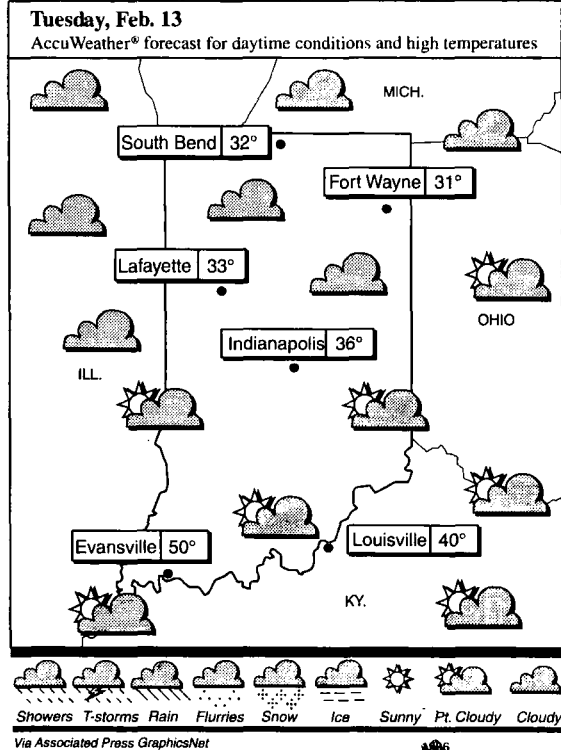 Tuesday, Feb. 13
AccuWeather® forecast for daytime conditions and high temperatures
MICH.
South Bend 32°
Fort Wayne 31°
Lafayette 33°
OHIO
Indianapolis 36°
ILL.
Evansville 50°
Louisville 40°
KY.
Showers T-storms Rain Flurries Snow Ice Sunny Pt. Cloudy Cloudy
Via Associated Press GraphicsNet